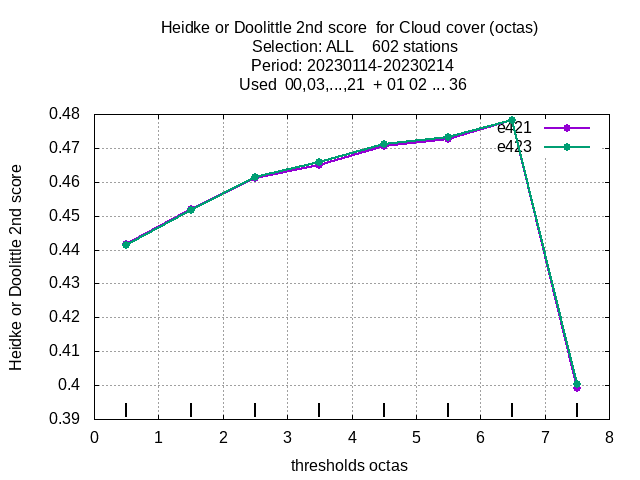 Heidke or Doolittle 2nd score  for Cloud cover (octas)
Selection: ALL    602 stations
Period: 20230114-20230214
Used  00,03,...,21  + 01 02 ... 36
Heidke or Doolittle 2nd score
0.48
0.47
0.46
0.45
0.44
0.43
0.42
0.41
0.4
0.39
e421
e423
0 1 2 3 4 5 6 7 8
thresholds octas